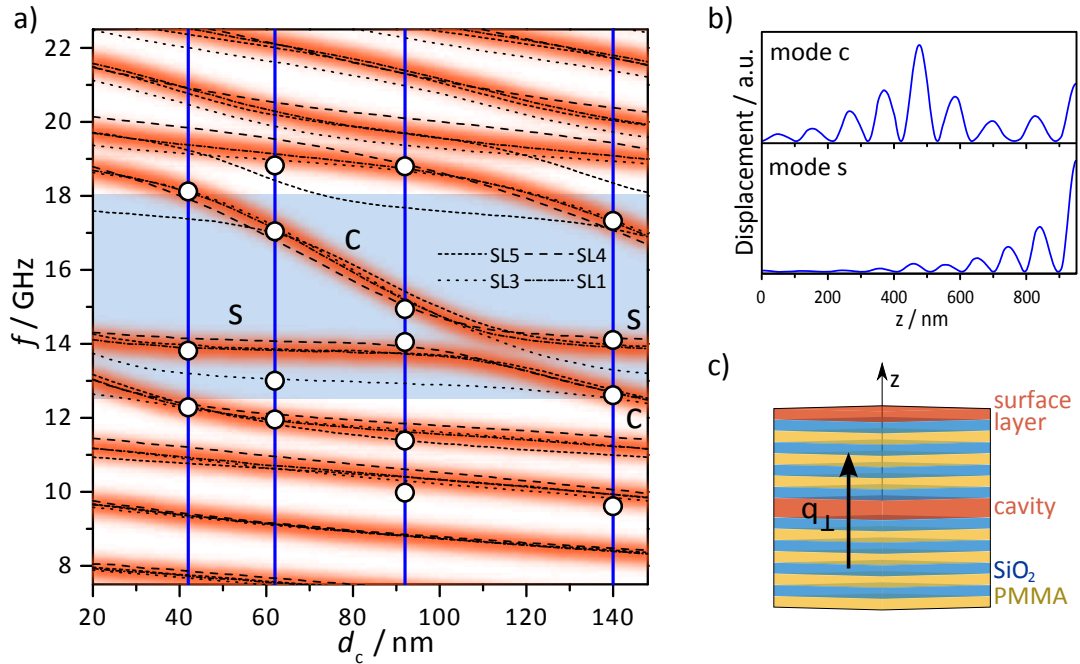 a)
f / GHz
22
20
18
16
14
12
10
8
20
40
60
80
100
120
140
d_c / nm
C
S
S
C
SL5
SL4
SL3
SL1
b)
Displacement / a.u.
mode c
mode s
0
200
400
600
800
z / nm
c)
z
surface
layer
q⊥
cavity
SiO₂
PMMA